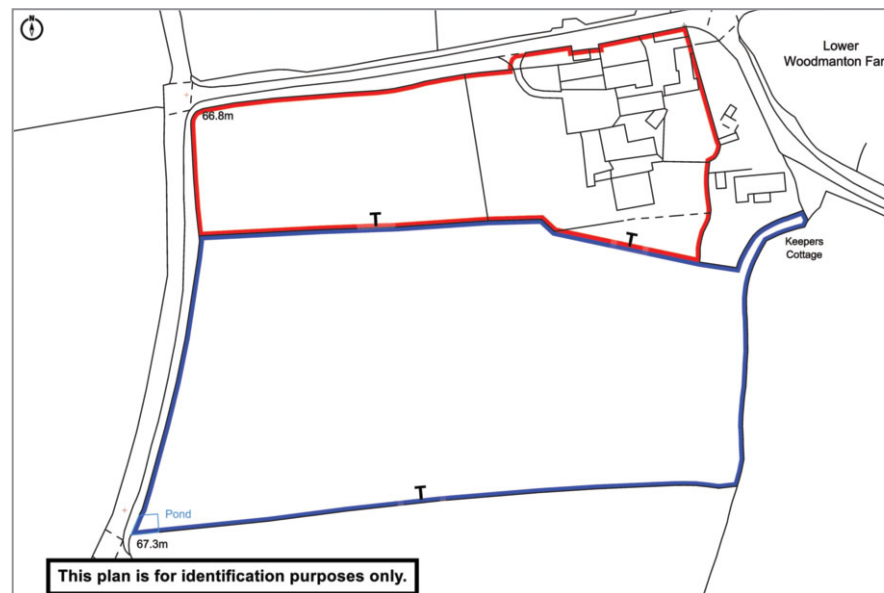 Lower
Woodmanton Far
66.8m
T
T
Keepers
Cottage
T
Pond
67.3m
This plan is for identification purposes only.